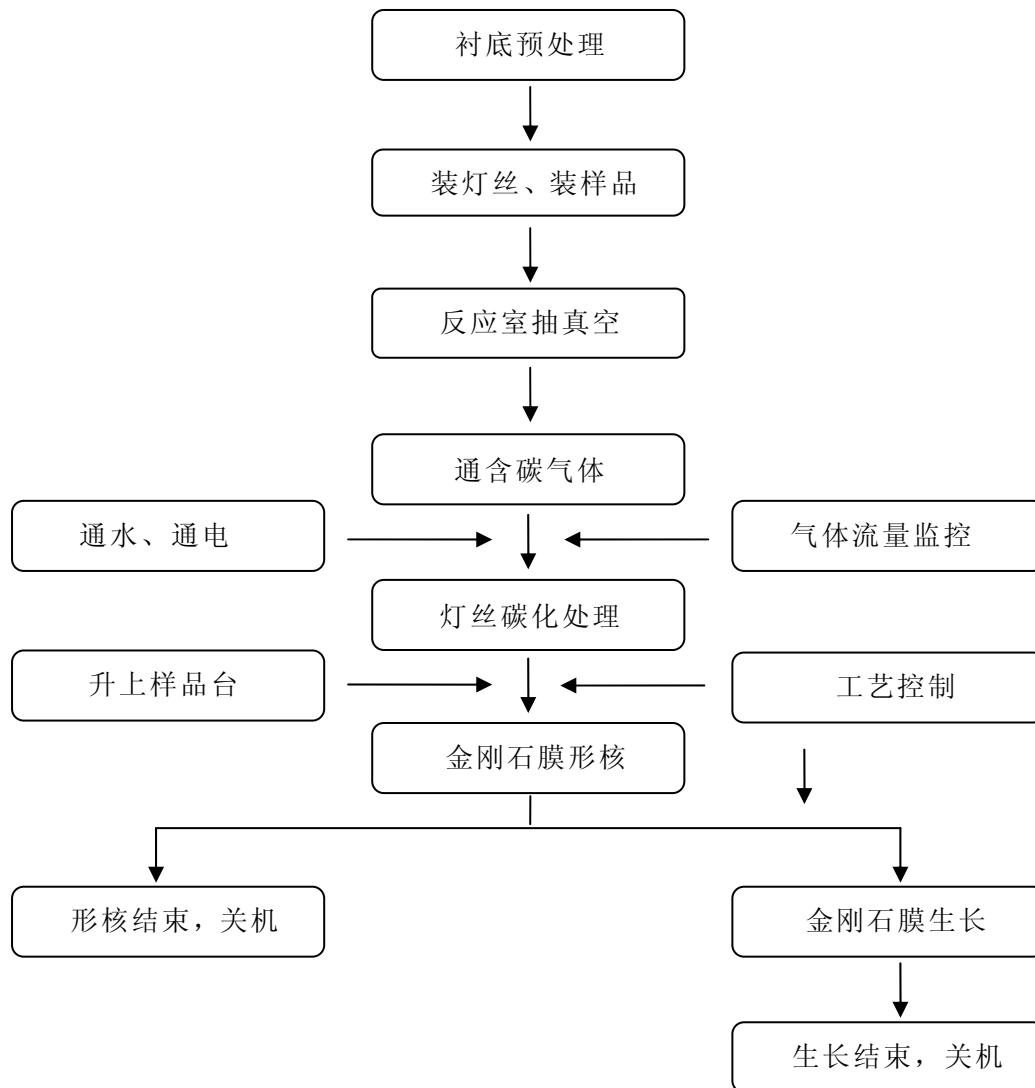 衬底预处理
装灯丝、装样品
反应室抽真空
通含碳气体
通水、通电
气体流量监控
灯丝碳化处理
升上样品台
工艺控制
金刚石膜形核
形核结束，关机
金刚石膜生长
生长结束，关机